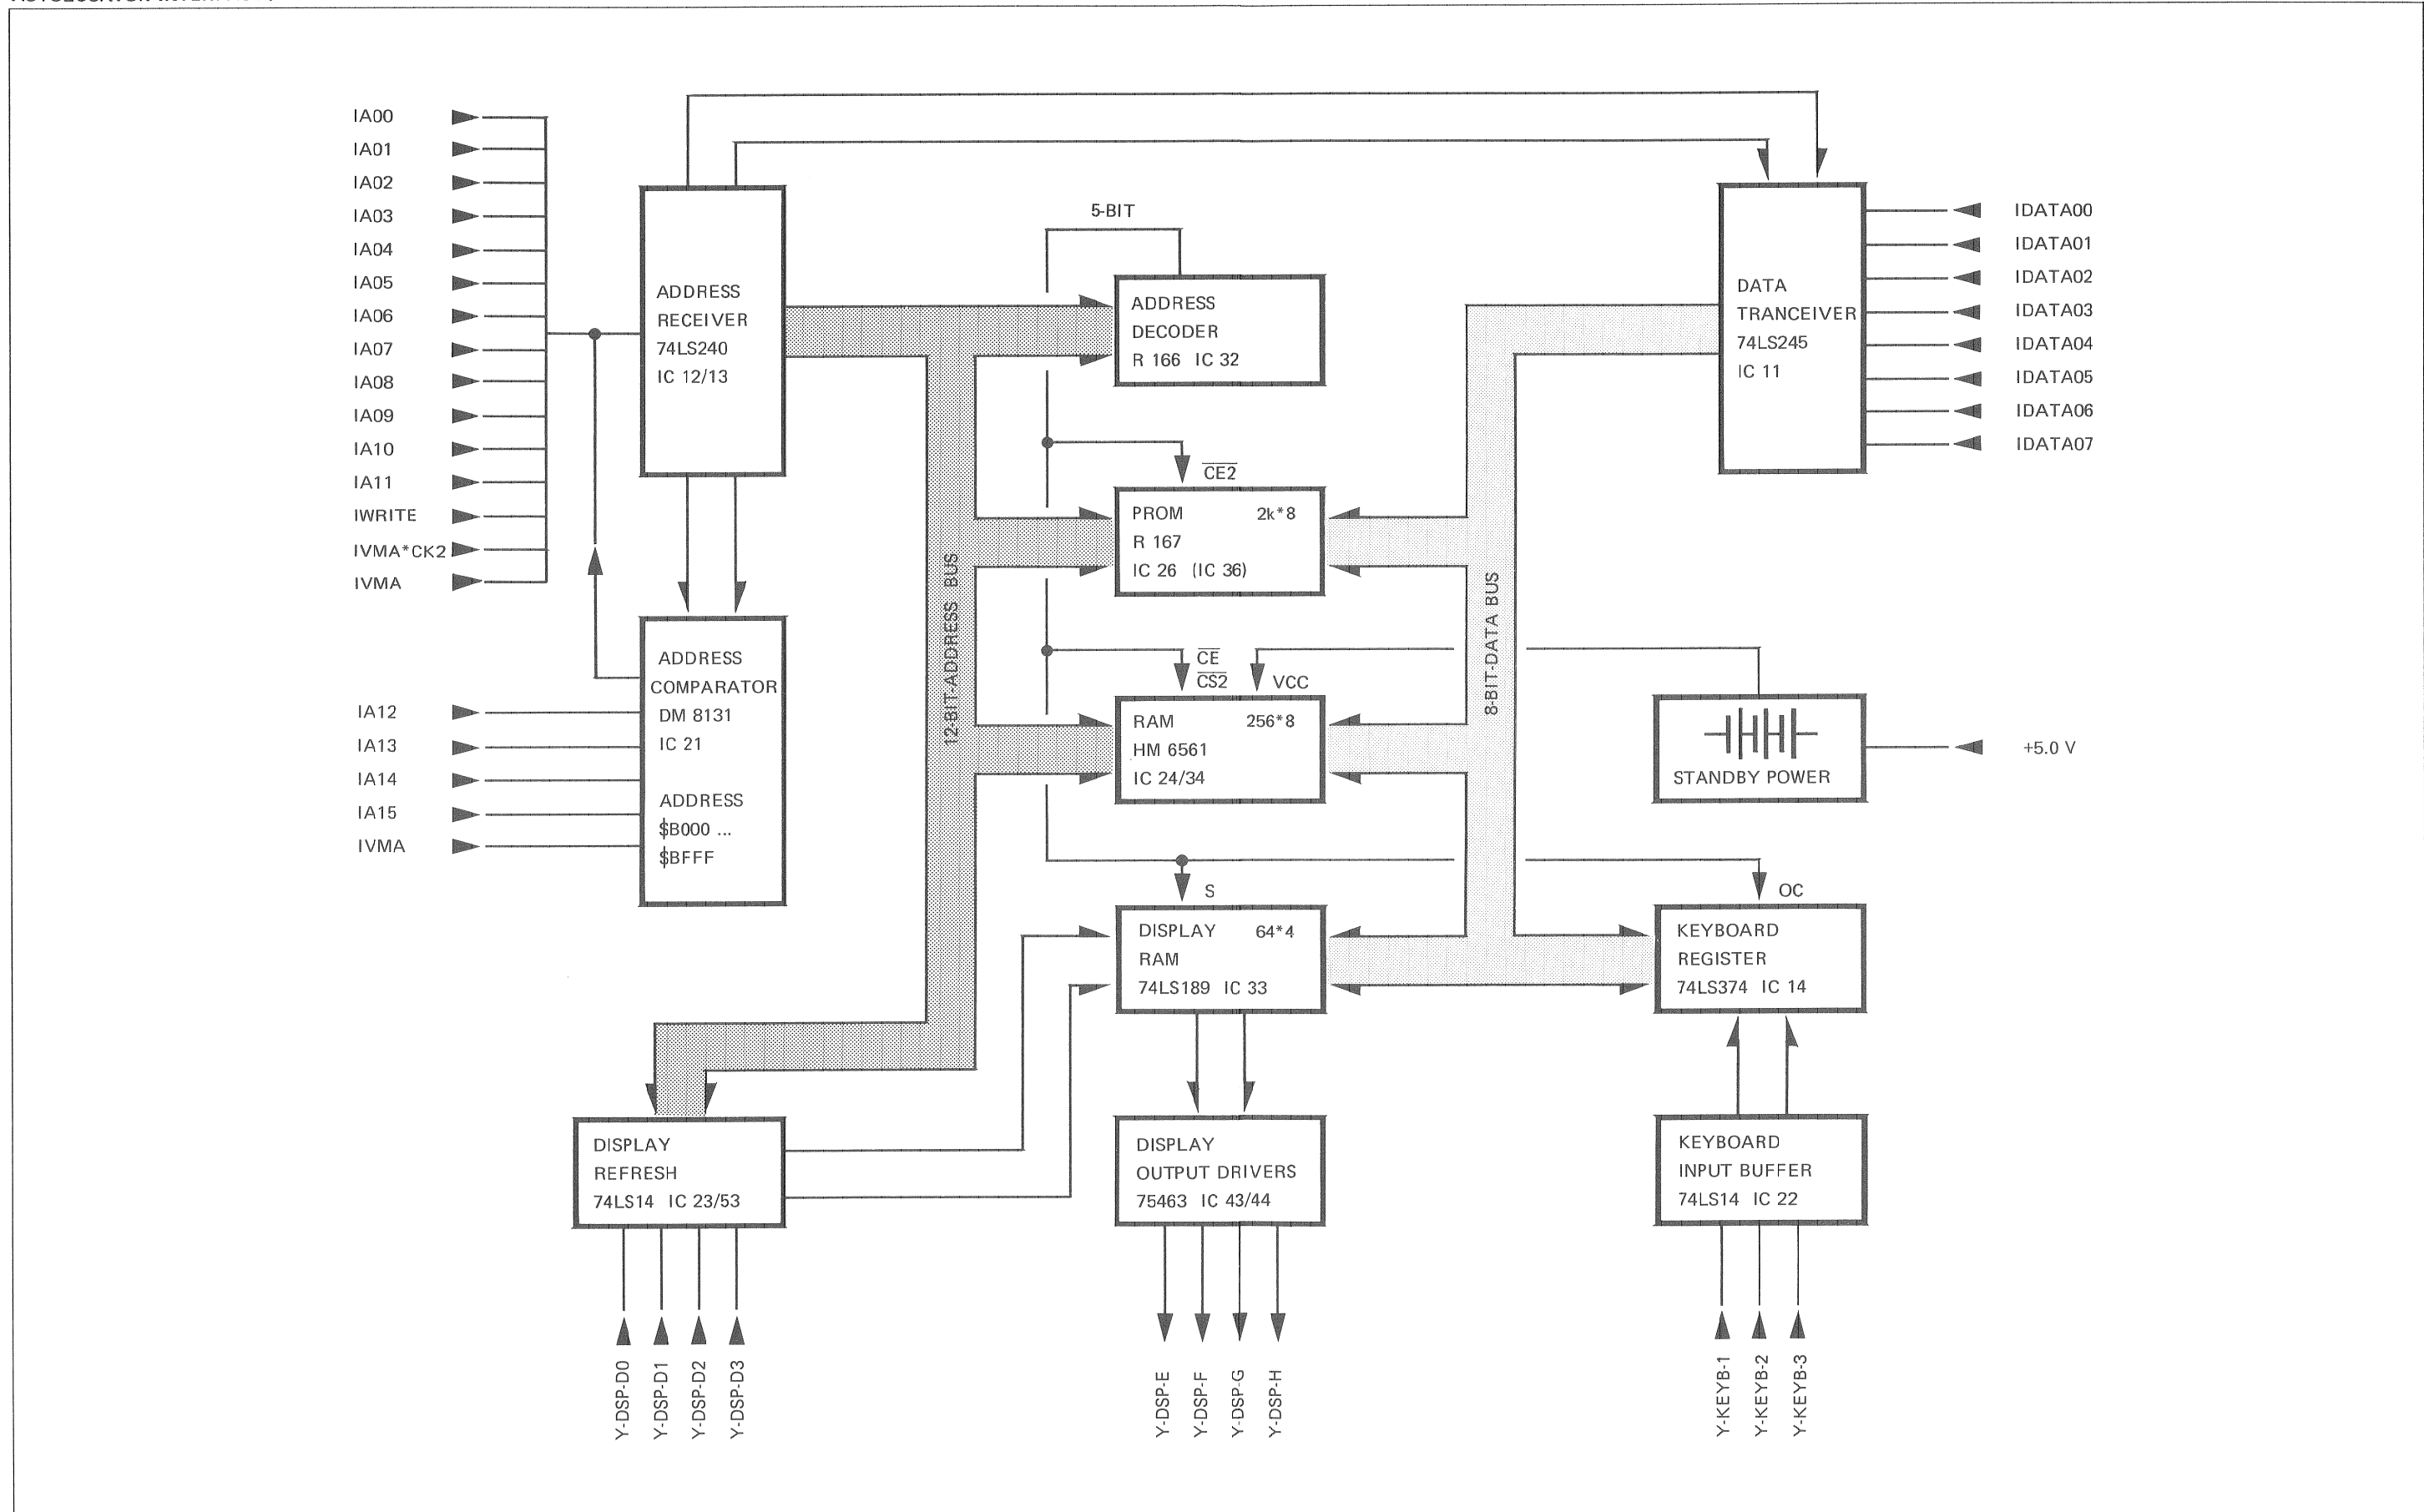 IA00
IA01
IA02
IA03
IA04
IA05
IA06
IA07
IA08
IA09
IA10
IA11
IWRITE
IVMA*CK2
IVMA
IA12
IA13
IA14
IA15
IVMA
ADDRESS
RECEIVER
74LS240
IC 12/13
ADDRESS
COMPARATOR
DM 8131
IC 21
ADDRESS
$B000 ...
$BFFF
12-BIT-ADDRESS BUS
5-BIT
ADDRESS
DECODER
R 166 IC 32
CE2
PROM 2k*8
R 167
IC 26 (IC 36)
CE
CS2 VCC
RAM 256*8
HM 6561
IC 24/34
S
DISPLAY 64*4
RAM
74LS189 IC 33
DISPLAY
REFRESH
74LS14 IC 23/53
Y-DSP-D0
Y-DSP-D1
Y-DSP-D2
Y-DSP-D3
DISPLAY
OUTPUT DRIVERS
75463 IC 43/44
Y-DSP-E
Y-DSP-F
Y-DSP-G
Y-DSP-H
8-BIT-DATA BUS
DATA
TRANCEIVER
74LS245
IC 11
IDATA00
IDATA01
IDATA02
IDATA03
IDATA04
IDATA05
IDATA06
IDATA07
STANDBY POWER
+5.0 V
OC
KEYBOARD
REGISTER
74LS374 IC 14
KEYBOARD
INPUT BUFFER
74LS14 IC 22
Y-KEYB-1
Y-KEYB-2
Y-KEYB-3